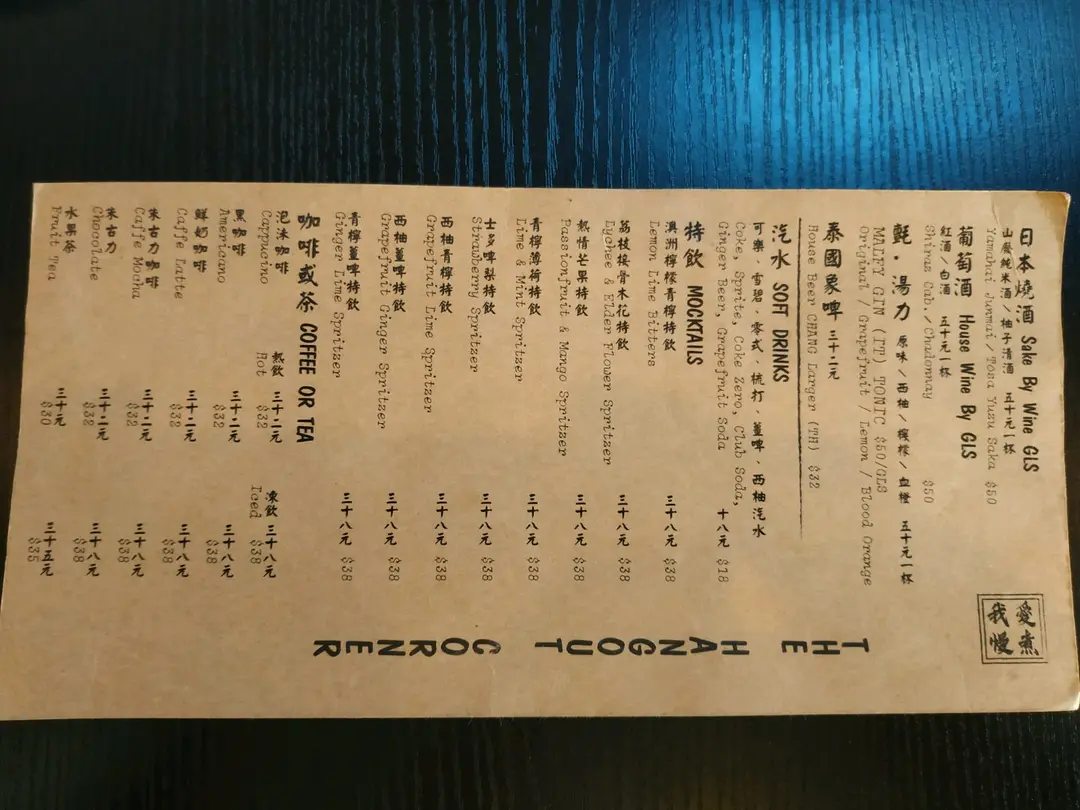 日本燒酒 Sake By Wine GLS
山廢純米酒／柚子清酒 五十元一杯
Yamahai Junmai/Tosa Yusu Saka $50
葡萄酒 House Wine By GLS
紅酒／白酒 五十元一杯
Shiraz Cab./Chadonnay $50
氈·湯力 原味／西柚／檸檬／血橙 五十元一杯
MALFY GIN (IT) TONIC $50/GLS
Original / Grapefruit / Lemon / Blood Orange
泰國象啤 三十二元
House Beer CHANG Larger (TH) $32
汽水 SOFT DRINKS
可樂、雪碧、零式、梳打、薑啤、西柚汽水
Coke, Sprite, Coke Zero, Club Soda,
Ginger Beer, Grapefruit Soda 十八元 $18
特飲 MOCKTAILS
澳洲檸檬青檸特飲 三十八元 $38
Lemon Lime Bitters
荔枝接骨木花特飲 三十八元 $38
Lychee & Elder Flower Spritzer
熱情芒果特飲 三十八元 $38
Passionfruit & Mango Spritzer
青檸薄荷特飲 三十八元 $38
Lime & Mint Spritzer
士多啤梨特飲 三十八元 $38
Strawberry Spritzer
西柚青檸特飲 三十八元 $38
Grapefruit Lime Spritzer
西柚薑啤特飲 三十八元 $38
Grapefruit Ginger Spritzer
青檸薑啤特飲 三十八元 $38
Ginger Lime Spritzer
咖啡或茶 COFFEE OR TEA
熱飲 凍飲
Hot Iced
泡沫咖啡 三十二元 三十八元
Cappucino $32 $38
黑咖啡 三十二元 三十八元
Americano $32 $38
鮮奶咖啡 三十二元 三十八元
Caffe Latte $32 $38
朱古力咖啡 三十二元 三十八元
Caffe Mocha $32 $38
朱古力 三十二元 三十八元
Chocolate $32 $38
水果茶 三十元 三十五元
Fruit Tea $30 $35
愛煮
我慢
THE HANGOUT CORNER